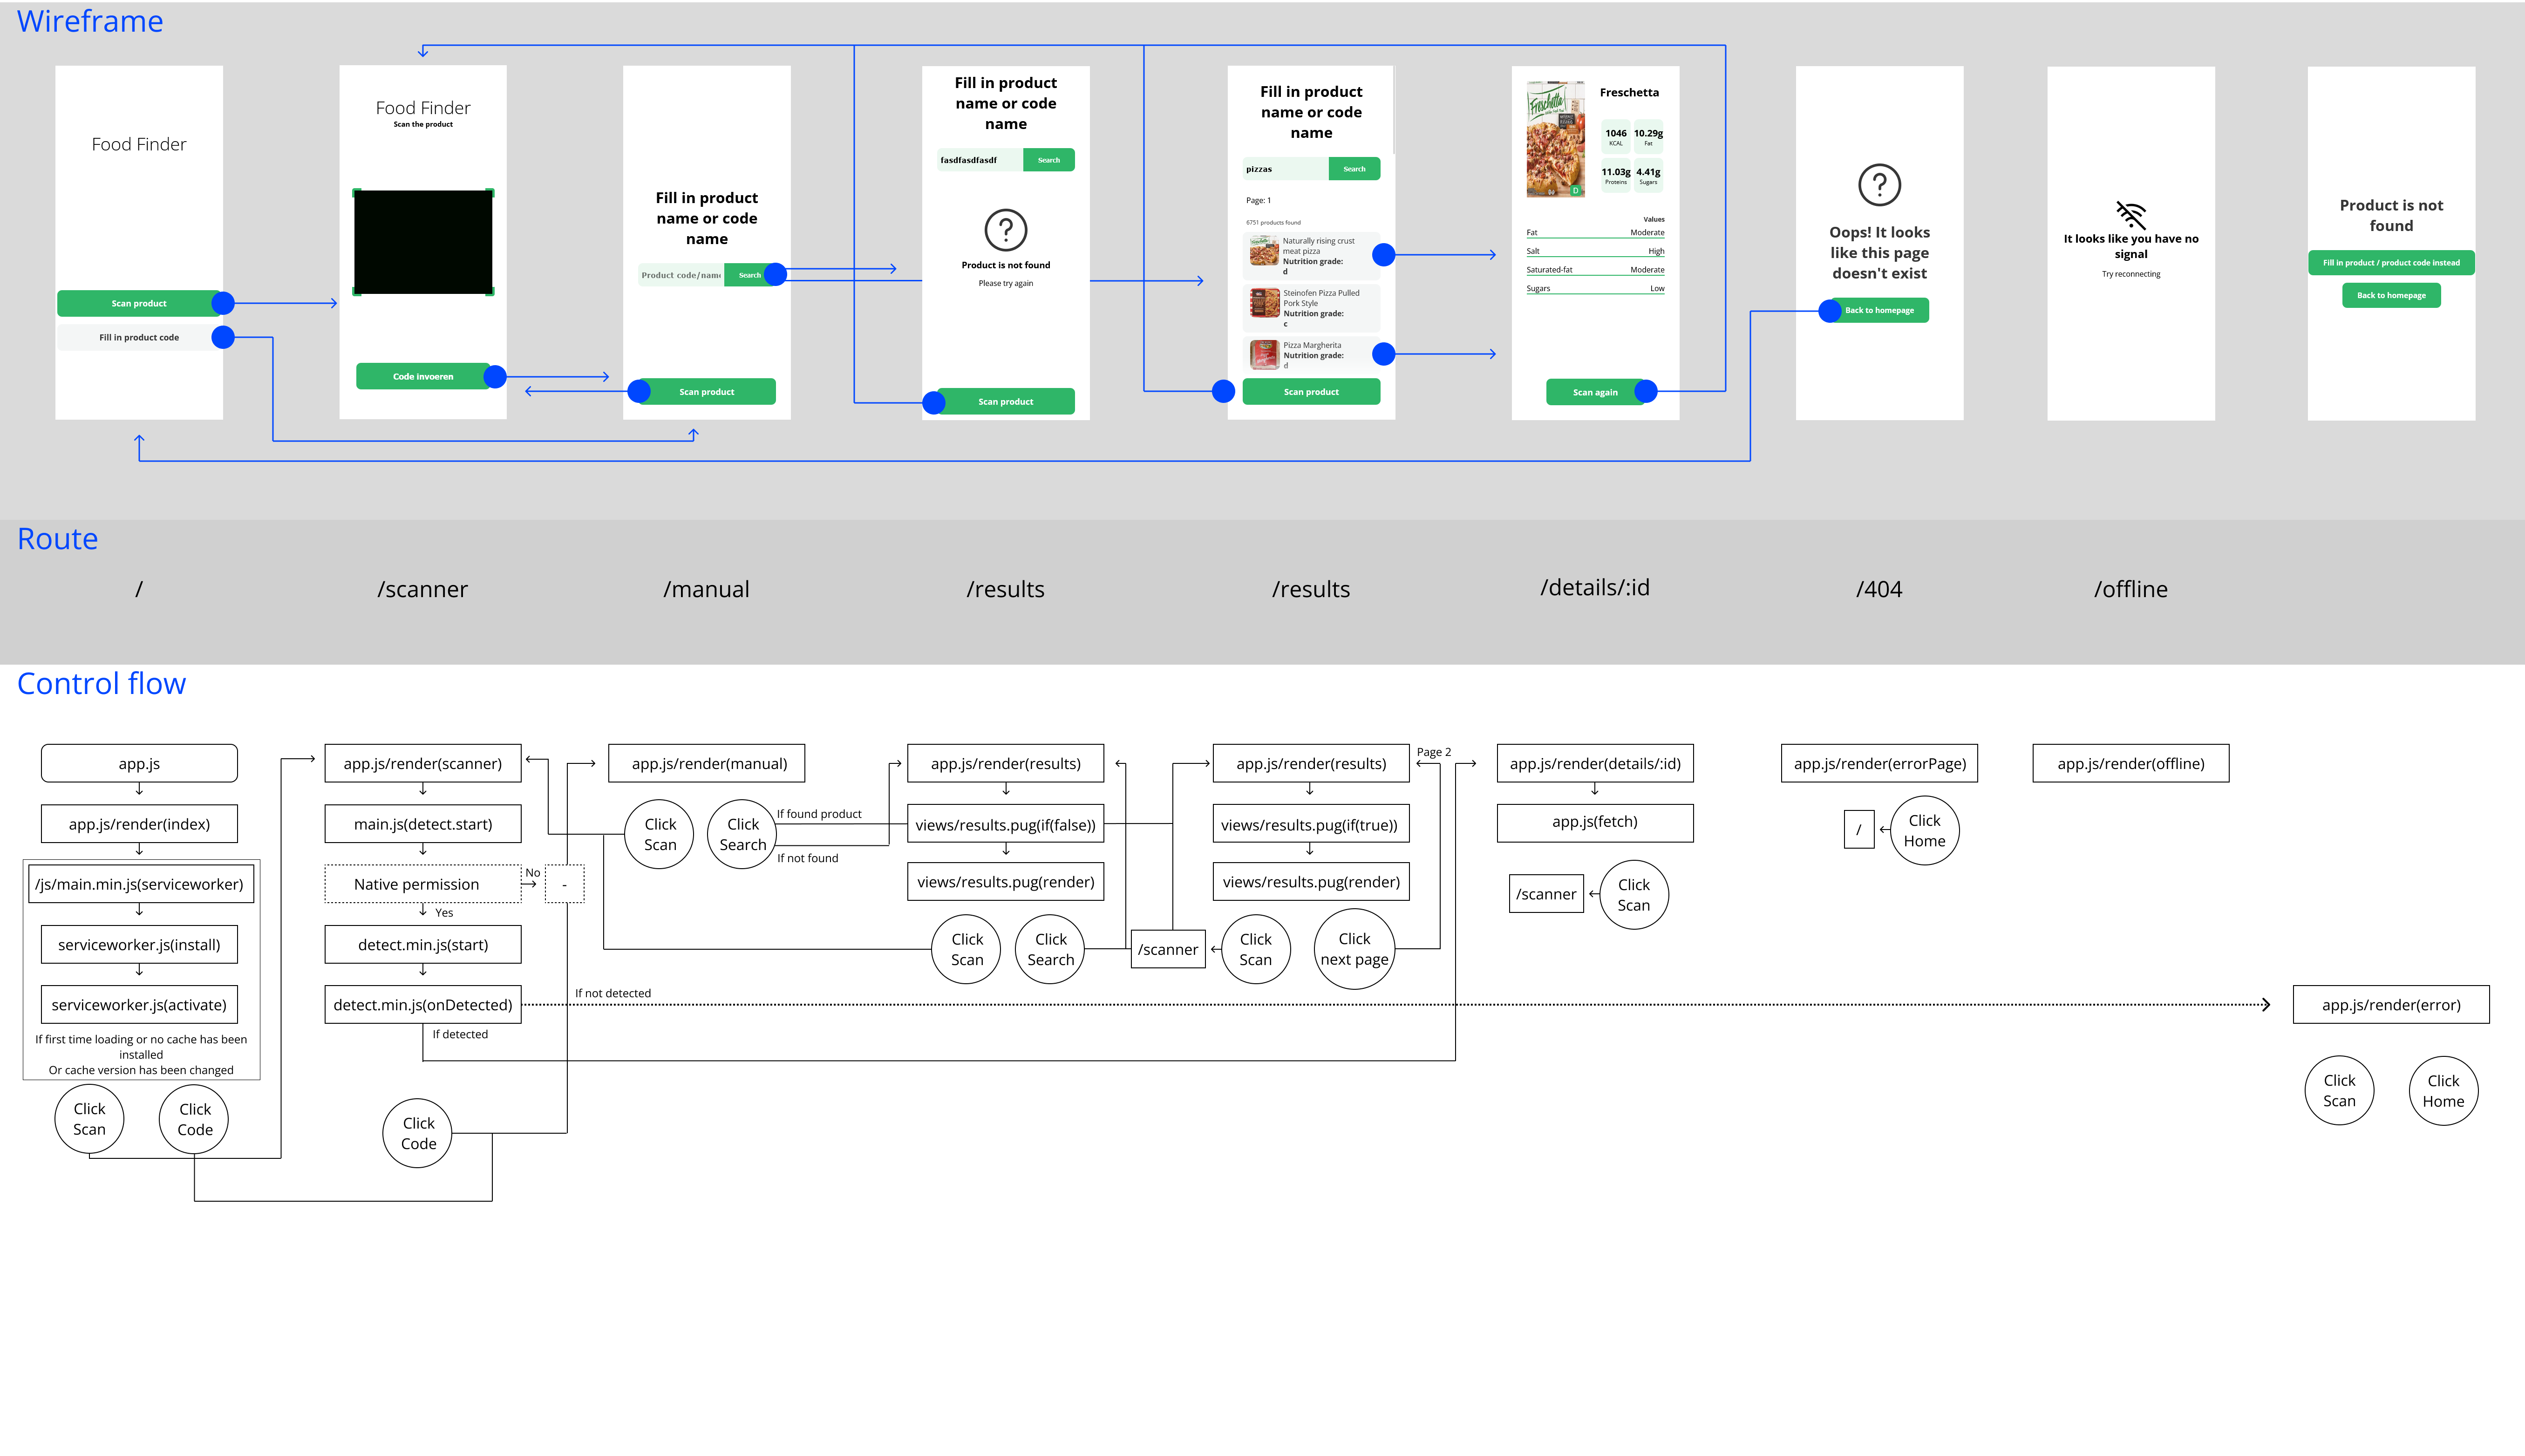 Wireframe
Food Finder
Scan product
Fill in product code
Food Finder
Scan the product
Code invoeren
Fill in product
name or code
name
Product code/name
Search
Scan product
Fill in product
name or code
name
fasdfasdfasdf
Search
Product is not found
Please try again
Scan product
Fill in product
name or code
name
pizzas
Search
Page: 1
6751 products found
Naturally rising crust
meat pizza
Nutrition grade:
d
Steinofen Pizza Pulled
Pork Style
Nutrition grade:
c
Pizza Margherita
Nutrition grade:
d
Scan product
Freschetta
D
Freschetta
1046
KCAL
10.29g
Fat
11.03g
Proteins
4.41g
Sugars
Values
Fat Moderate
Salt High
Saturated-fat Moderate
Sugars Low
Scan again
?
Oops! It looks
like this page
doesn't exist
Back to homepage
It looks like you have no
signal
Try reconnecting
Product is not
found
Fill in product / product code instead
Back to homepage
Route
/
/scanner
/manual
/results
/results
/details/:id
/404
/offline
Control flow
app.js
app.js/render(index)
/js/main.min.js(serviceworker)
serviceworker.js(install)
serviceworker.js(activate)
If first time loading or no cache has been
installed
Or cache version has been changed
Click
Scan
Click
Code
app.js/render(scanner)
main.js(detect.start)
Native permission
No
-
Yes
detect.min.js(start)
detect.min.js(onDetected)
If not detected
If detected
Click
Code
app.js/render(manual)
Click
Scan
Click
Search
If found product
If not found
app.js/render(results)
views/results.pug(if(false))
views/results.pug(render)
Click
Scan
Click
Search
/scanner
app.js/render(results)
Page 2
views/results.pug(if(true))
views/results.pug(render)
Click
Scan
Click
next page
app.js/render(details/:id)
app.js(fetch)
/scanner
Click
Scan
app.js/render(errorPage)
/
Click
Home
app.js/render(offline)
app.js/render(error)
Click
Scan
Click
Home